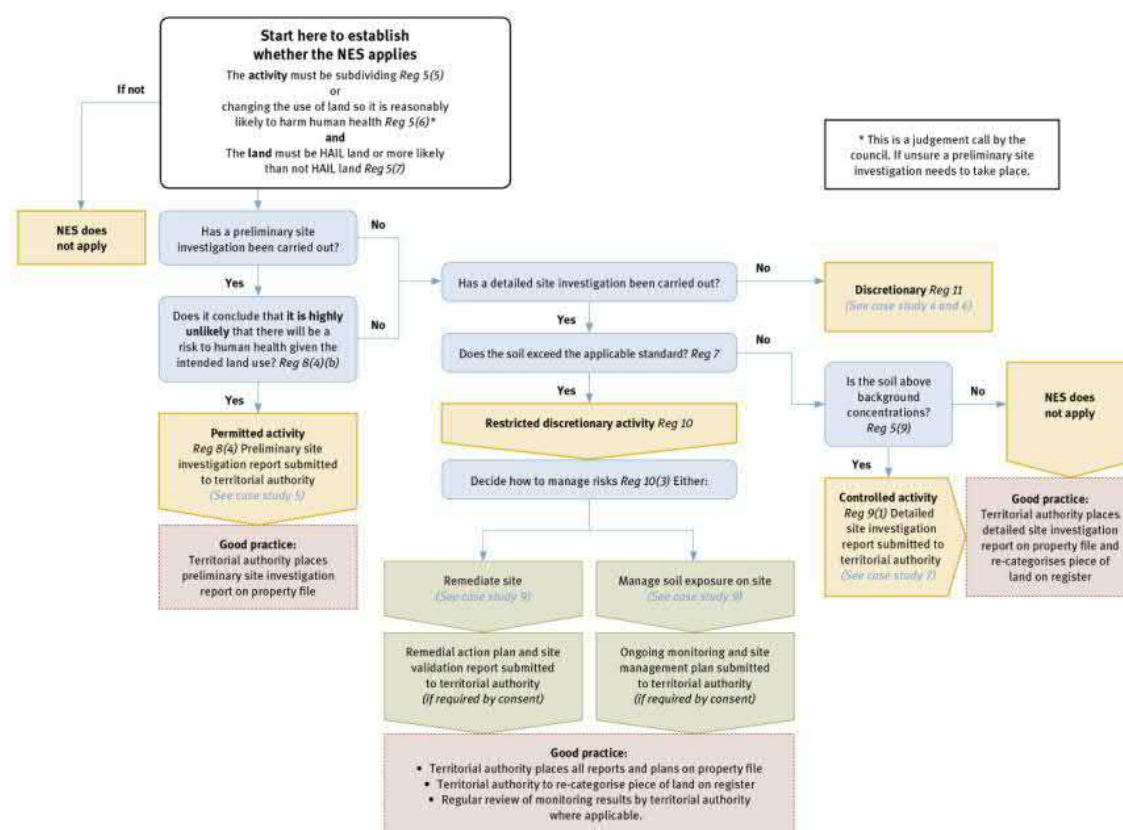 Start here to establish
whether the NES applies
The activity must be subdividing Reg 5(5)
or
changing the use of land so it is reasonably
likely to harm human health Reg 5(6)*
and
The land must be HAIL land or more likely
than not HAIL land Reg 5(7)
If not
* This is a judgement call by the
council. If unsure a preliminary site
investigation needs to take place.
NES does
not apply
Has a preliminary site
investigation been carried out?
No
Yes
Has a detailed site investigation been carried out?
No
Discretionary Reg 11
(See case study 4 and 6)
Does it conclude that it is highly
unlikely that there will be a
risk to human health given the
intended land use? Reg 8(4)(b)
No
Yes
Yes
Does the soil exceed the applicable standard? Reg 7
No
Yes
Is the soil above
background
concentrations?
Reg 5(9)
No
NES does
not apply
Yes
Permitted activity
Reg 8(4) Preliminary site
investigation report submitted
to territorial authority
(See case study 5)
Restricted discretionary activity Reg 10
Decide how to manage risks Reg 10(3) Either:
Controlled activity
Reg 9(1) Detailed
site investigation
report submitted to
territorial authority
(See case study 7)
Good practice:
Territorial authority places
detailed site investigation
report on property file and
re-categorises piece of
land on register
Good practice:
Territorial authority places
preliminary site investigation
report on property file
Remediate site
(See case study 9)
Manage soil exposure on site
(See case study 9)
Remedial action plan and site
validation report submitted
to territorial authority
(if required by consent)
Ongoing monitoring and site
management plan submitted
to territorial authority
(if required by consent)
Good practice:
• Territorial authority places all reports and plans on property file
• Territorial authority to re-categorise piece of land on register
• Regular review of monitoring results by territorial authority
where applicable.